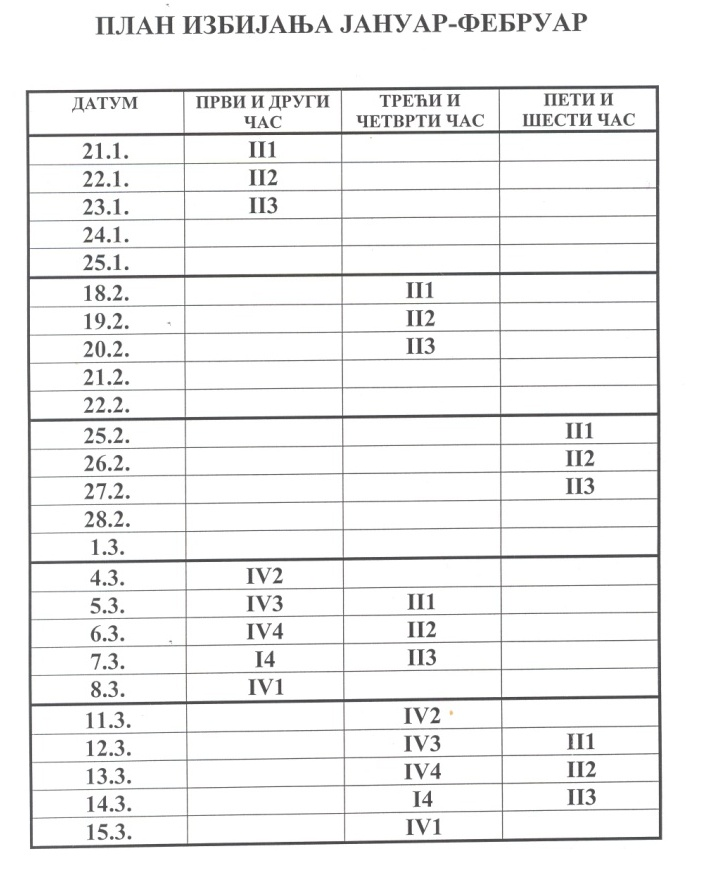 ПЛАН ИЗБИЈАЊА ЈАНУАР-ФЕБРУАР
ДАТУМ ПРВИ И ДРУГИ ЧАС ТРЕЋИ И ЧЕТВРТИ ЧАС ПЕТИ И ШЕСТИ ЧАС
21.1. II1
22.1. II2
23.1. II3
24.1.
25.1.
18.2. II1
19.2. II2
20.2. II3
21.2.
22.2.
25.2. II1
26.2. II2
27.2. II3
28.2.
1.3.
4.3. IV2
5.3. IV3 II1
6.3. IV4 II2
7.3. I4 II3
8.3. IV1
11.3. IV2
12.3. IV3 II1
13.3. IV4 II2
14.3. I4 II3
15.3. IV1